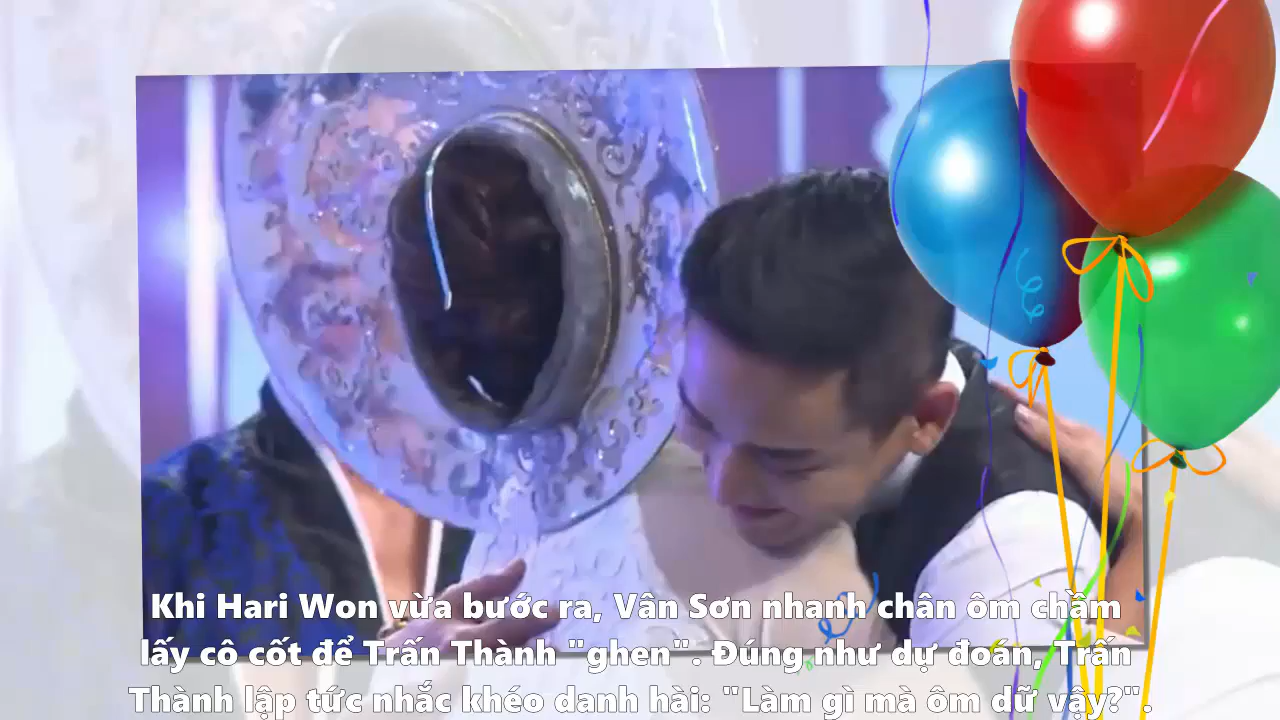 Khi Hari Won vừa bước ra, Vân Sơn nhanh chân ôm chầm
lấy cô cốt để Trấn Thành "ghen". Đúng như dự đoán, Trấn
Thành lập tức nhắc khéo danh hài: "Làm gì mà ôm dữ vậy?".